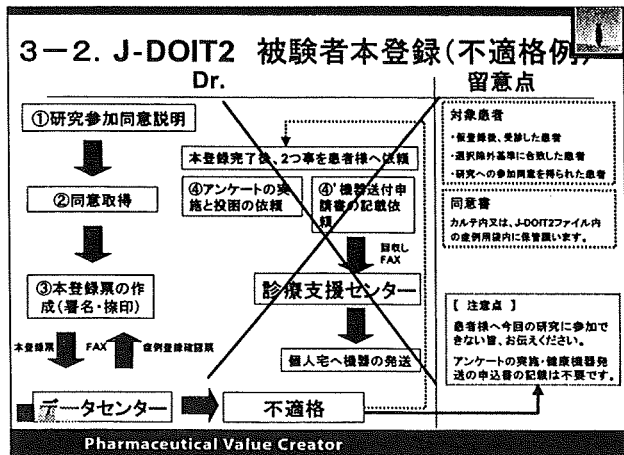 3-2. J-DOIT2 被験者本登録(不適格例)
Dr.
留意点
①研究参加同意説明
②同意取得
③本登録票の作
成(署名・捺印)
本登録票
FAX
症例登録確認票
データセンター
本登録完了後、2つ事を患者様へ依頼
④アンケートの実
施と投函の依頼
④'機器送付申
請書の記載依
頼
回収し
FAX
診療支援センター
個人宅へ機器の発送
不適格
対象患者
・仮登録後、受診した患者
・選択除外基準に合致した患者
・研究への参加同意を得られた患者
同意書
カルテ内又は、J-DOIT2ファイル内
の症例用袋内に保管願います。
[ 注意点 ]
患者様へ今回の研究に参加で
きない旨、お伝えください。
アンケートの実施・健康機器発
送の申込書の記載は不要です。
Pharmaceutical Value Creator